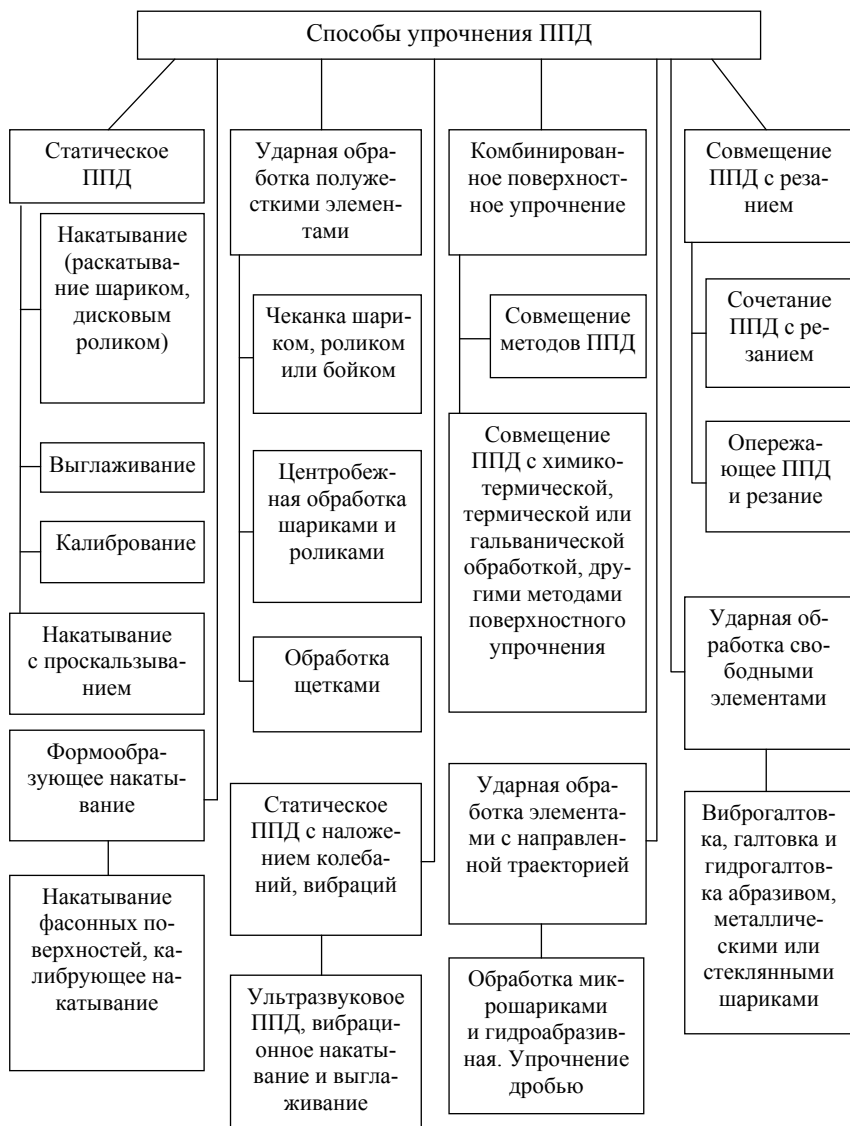 Способы упрочнения ППД
Статическое
ППД
Накатывание
(раскатыва-
ние шариком,
дисковым
роликом)
Выглаживание
Калибрование
Накатывание
с проскальзыва-
нием
Формообра-
зующее накаты-
вание
Накатывание
фасонных по-
верхностей, ка-
либрующее на-
катывание
Ударная обра-
ботка полуже-
сткими элемен-
тами
Чеканка шари-
ком, роликом
или бойком
Центробеж-
ная обработка
шариками и
роликами
Обработка
щетками
Статическое
ППД с наложе-
нием колеба-
ний, вибраций
Ультразвуковое
ППД, вибраци-
онное накаты-
вание и выгла-
живание
Комбинирован-
ное поверхност-
ное упрочнение
Совмещение
методов ППД
Совмещение
ППД с химико-
термической,
термической или
гальванической
обработкой, дру-
гими методами
поверхностного
упрочнения
Ударная обра-
ботка элемента-
ми с направлен-
ной траекторией
Обработка мик-
рошариками
и гидроабразив-
ная. Упрочнение
дробью
Совмещение
ППД с резани-
ем
Сочетание
ППД с ре-
занием
Опережа-
ющее ППД
и резание
Ударная об-
работка сво-
бодными
элементами
Виброгалтов-
ка, галтовка и
гидрогалтов-
ка абразивом,
металличе-
скими или
стеклянными
шариками